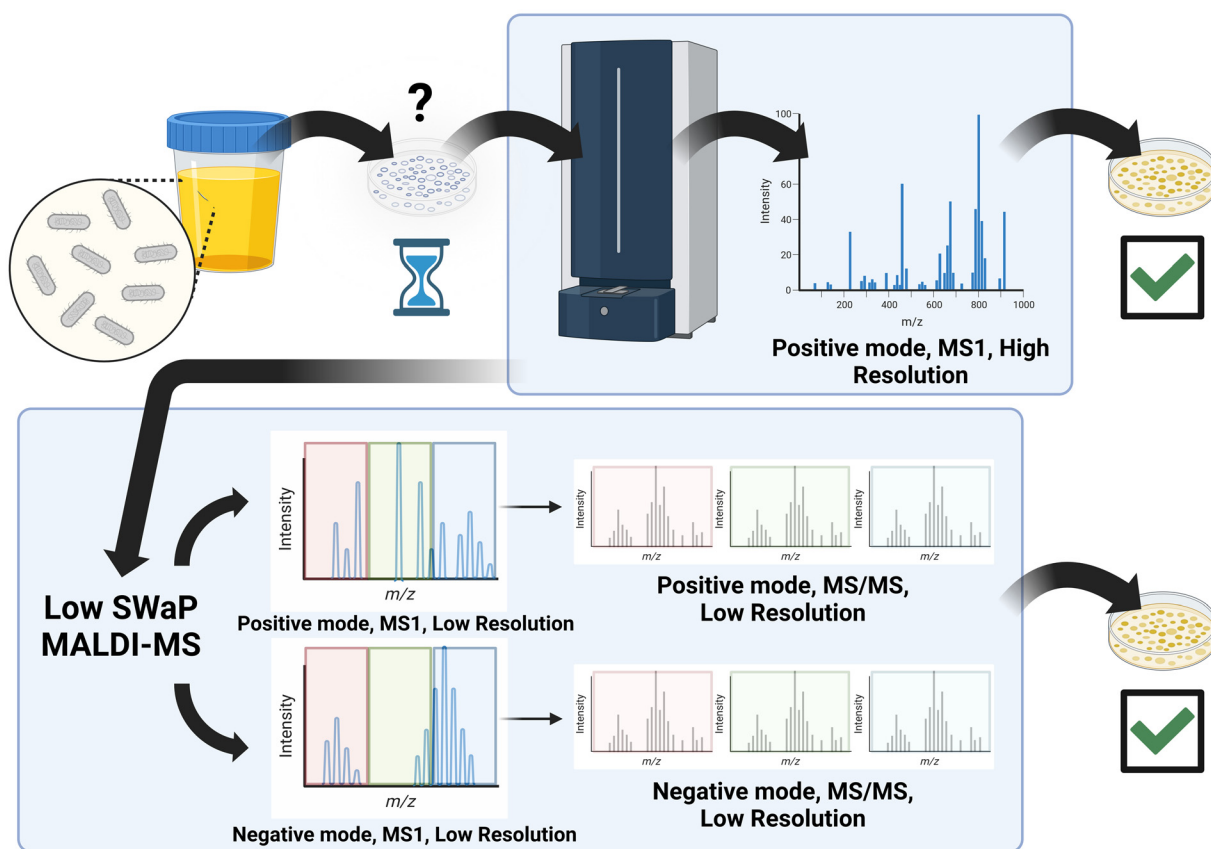 ?
Intensity
100
60
40
20
0
200
400
600
800
1000
m/z
Positive mode, MS1, High
Resolution
Low SWaP
MALDI-MS
Intensity
m/z
Positive mode, MS1, Low Resolution
Intensity
m/z
Intensity
m/z
Intensity
m/z
Positive mode, MS/MS,
Low Resolution
Intensity
m/z
Negative mode, MS1, Low Resolution
Intensity
m/z
Intensity
m/z
Intensity
m/z
Negative mode, MS/MS,
Low Resolution